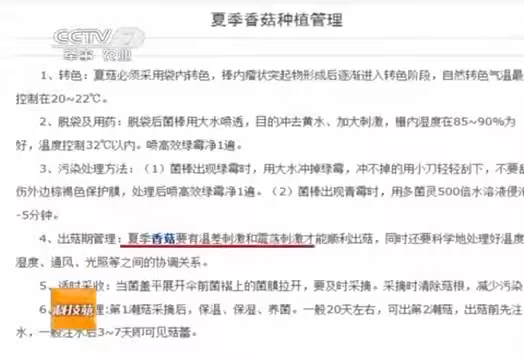 夏季香菇种植管理
CCTV 7
军事·农业
1、转色：夏菇必须采用袋内转色，棒内瘤状突起物形成后逐渐进入转色阶段，自然转色气温最
控制在20~22℃。
2、脱袋及用药：脱袋后菌棒用大水喷透，目的冲去黄水、加大刺激，棚内湿度在85~90%为
好，温度控制32℃以内。喷高效绿霉净1遍。
3、污染处理方法：（1）菌棒出现绿霉时，用大水冲掉绿霉，冲不掉的用小刀轻轻刮下，不要刮
伤外边棕褐色保护膜，处理后喷高效绿霉净1遍。（2）菌棒出现青霉时，用多菌灵500倍水溶液侵泡
-5分钟。
4、出菇期管理：夏季香菇要有温差刺激和震荡刺激才能顺利出菇，同时还要科学地处理好温度
湿度、通风、光照等之间的协调关系。
5、适时采收：当菌盖平展开伞前菌褶上的菌膜拉开，要及时采摘。采摘时清除菇根，减少污染
理：第1潮菇采摘后，保温、保湿、养菌。一般20天左右，可出第2潮菇，出菇前先注
水，一般注水后3~7天即可见菇蕾。
科技苑